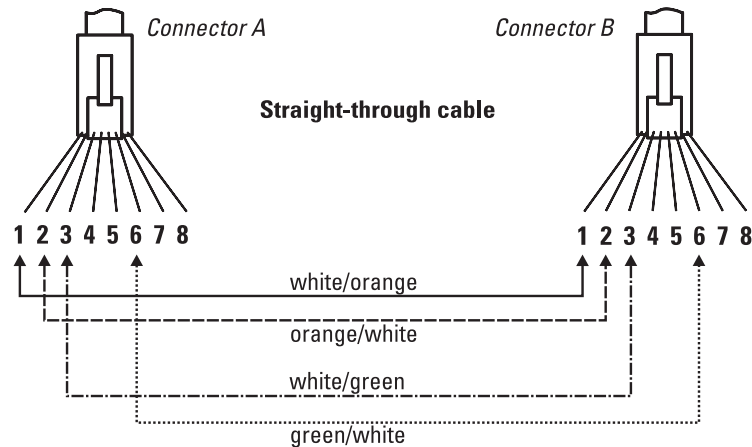 Connector A
Connector B
Straight-through cable
1 2 3 4 5 6 7 8
1 2 3 4 5 6 7 8
white/orange
orange/white
white/green
green/white